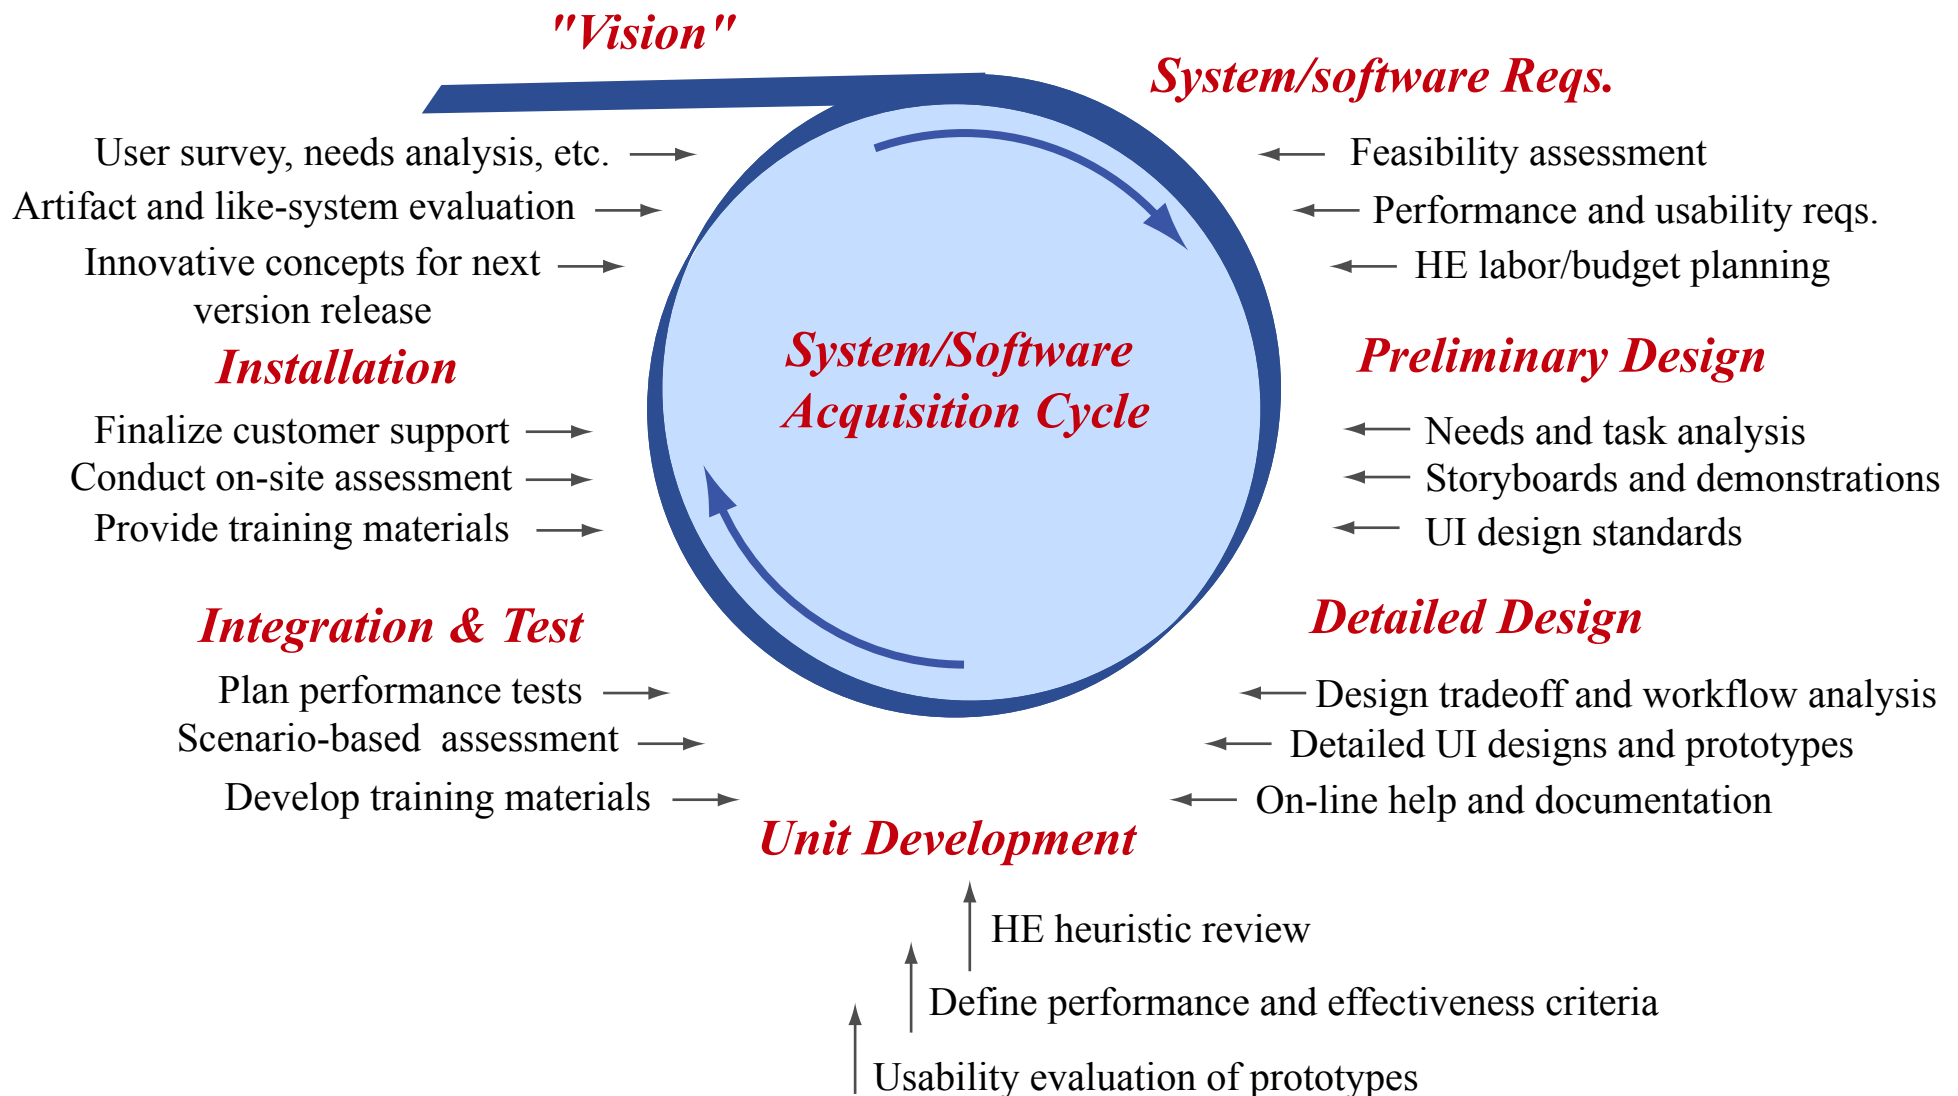 "Vision"
User survey, needs analysis, etc.
Artifact and like-system evaluation
Innovative concepts for next
version release
System/software Reqs.
Feasibility assessment
Performance and usability reqs.
HE labor/budget planning
System/Software
Acquisition Cycle
Preliminary Design
Needs and task analysis
Storyboards and demonstrations
UI design standards
Detailed Design
Design tradeoff and workflow analysis
Detailed UI designs and prototypes
On-line help and documentation
Unit Development
HE heuristic review
Define performance and effectiveness criteria
Usability evaluation of prototypes
Integration & Test
Plan performance tests
Scenario-based assessment
Develop training materials
Installation
Finalize customer support
Conduct on-site assessment
Provide training materials